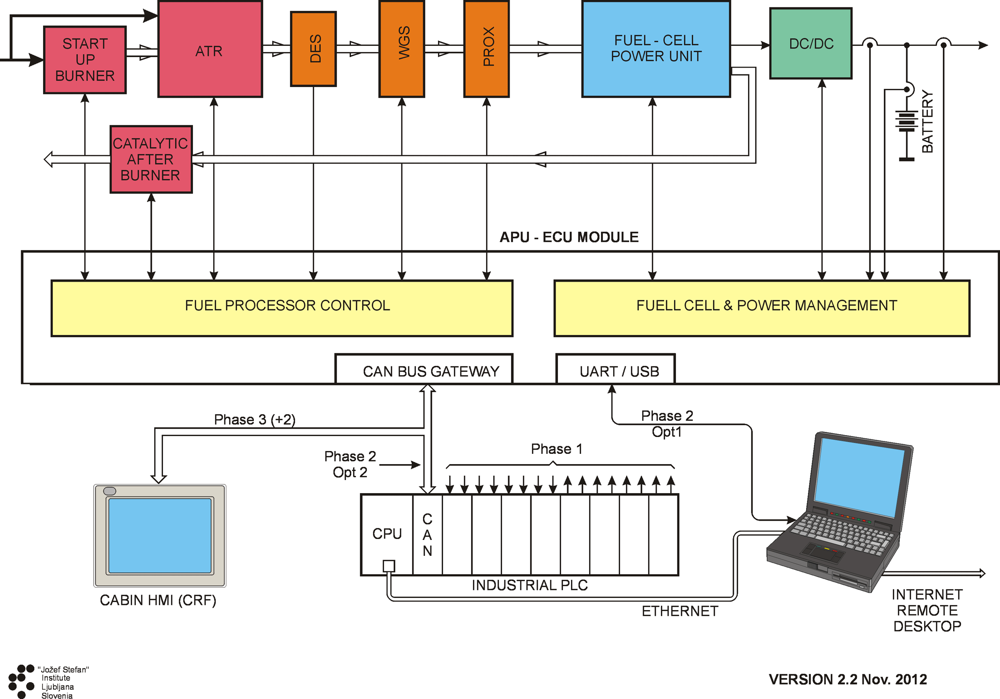 START
UP
BURNER
ATR
DES
WGS
PROX
FUEL - CELL
POWER UNIT
DC/DC
BATTERY
CATALYTIC
AFTER
BURNER
APU - ECU MODULE
FUEL PROCESSOR CONTROL
FUELL CELL & POWER MANAGEMENT
CAN BUS GATEWAY
UART / USB
Phase 3 (+2)
Phase 2
Opt1
Phase 2
Opt 2
Phase 1
CPU
C
A
N
INDUSTRIAL PLC
CABIN HMI (CRF)
ETHERNET
INTERNET
REMOTE
DESKTOP
"Jožef Stefan"
Institute
Ljubljana
Slovenia
VERSION 2.2 Nov. 2012